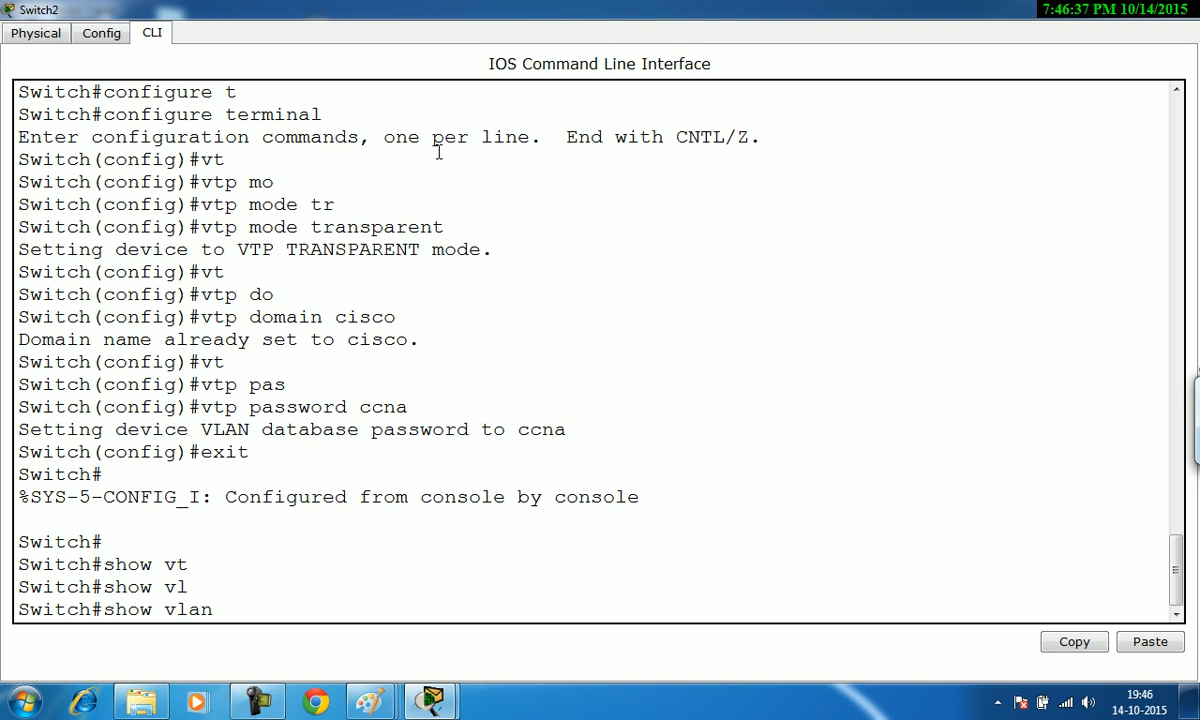 Switch2
7:46:37 PM 10/14/2015
Physical Config CLI
IOS Command Line Interface
Switch#configure t
Switch#configure terminal
Enter configuration commands, one per line.  End with CNTL/Z.
Switch(config)#vt
Switch(config)#vtp mo
Switch(config)#vtp mode tr
Switch(config)#vtp mode transparent
Setting device to VTP TRANSPARENT mode.
Switch(config)#vt
Switch(config)#vtp do
Switch(config)#vtp domain cisco
Domain name already set to cisco.
Switch(config)#vt
Switch(config)#vtp pas
Switch(config)#vtp password ccna
Setting device VLAN database password to ccna
Switch(config)#exit
Switch#
%SYS-5-CONFIG_I: Configured from console by console
Switch#
Switch#show vt
Switch#show vl
Switch#show vlan
Copy Paste
19:46
14-10-2015